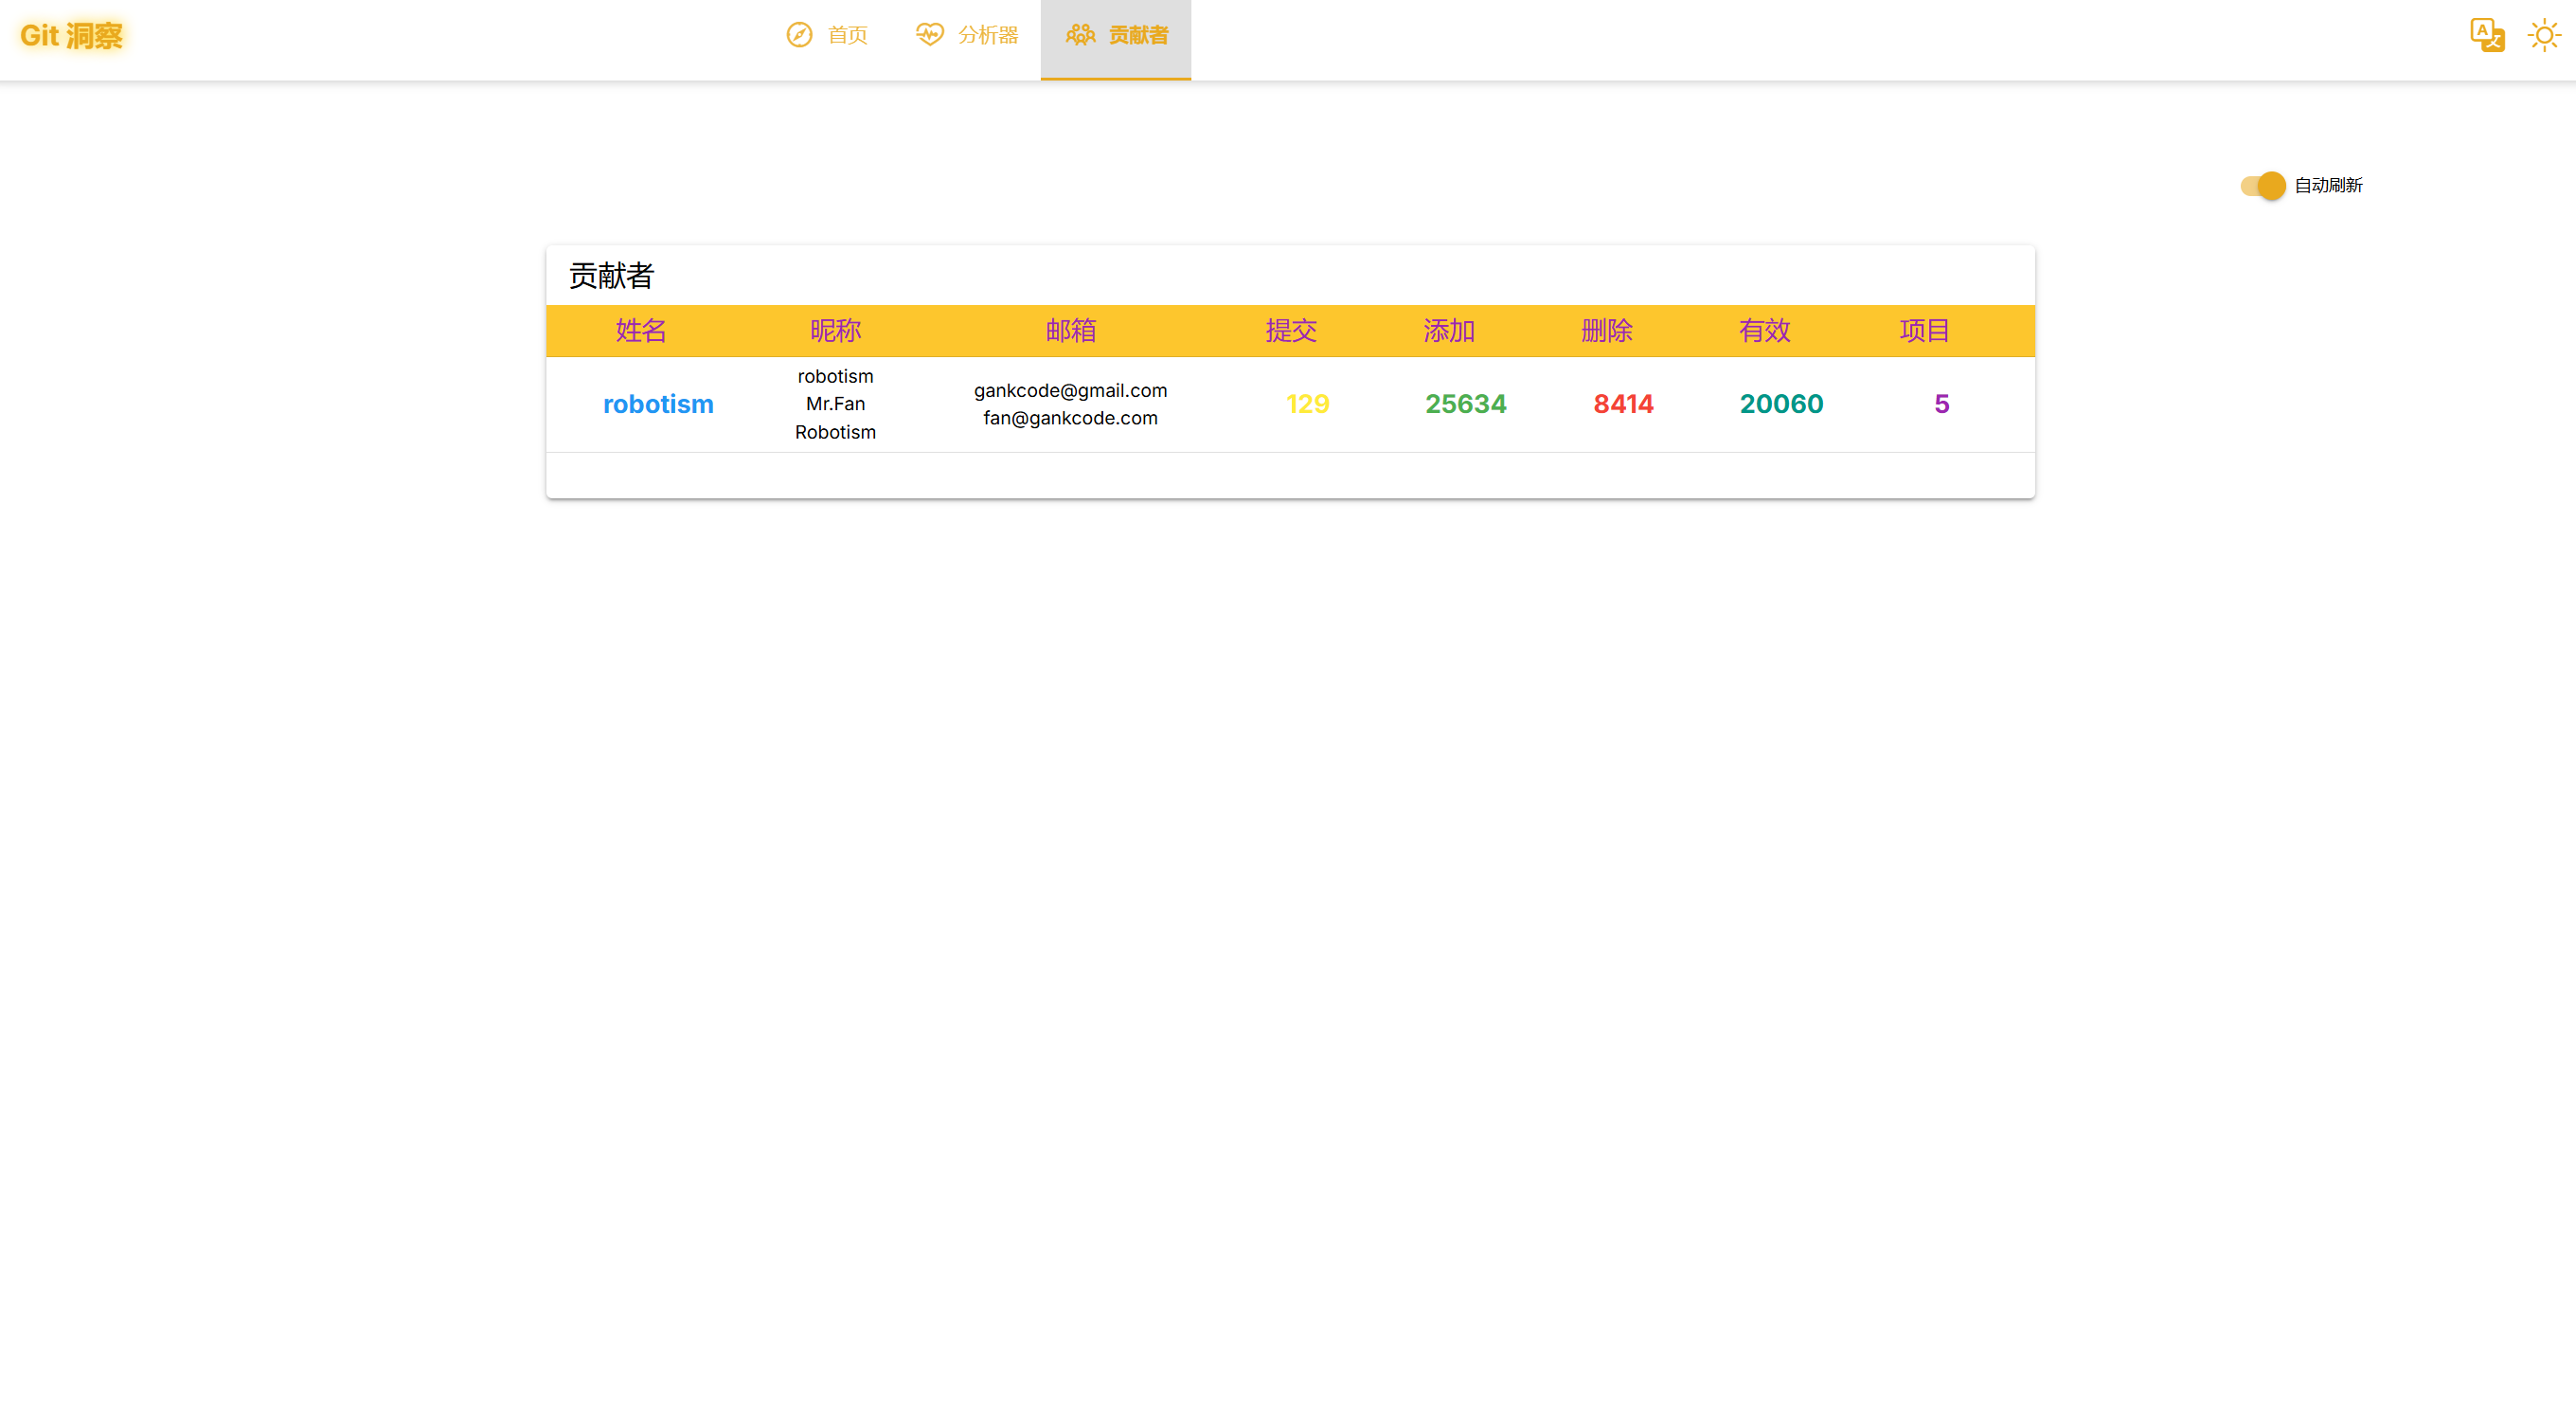 Git 洞察
首页
分析器
贡献者
A
文
自动刷新
贡献者
姓名 昵称 邮箱 提交 添加 删除 有效 项目
robotism
robotism
Mr.Fan
Robotism
gankcode@gmail.com
fan@gankcode.com
129 25634 8414 20060 5